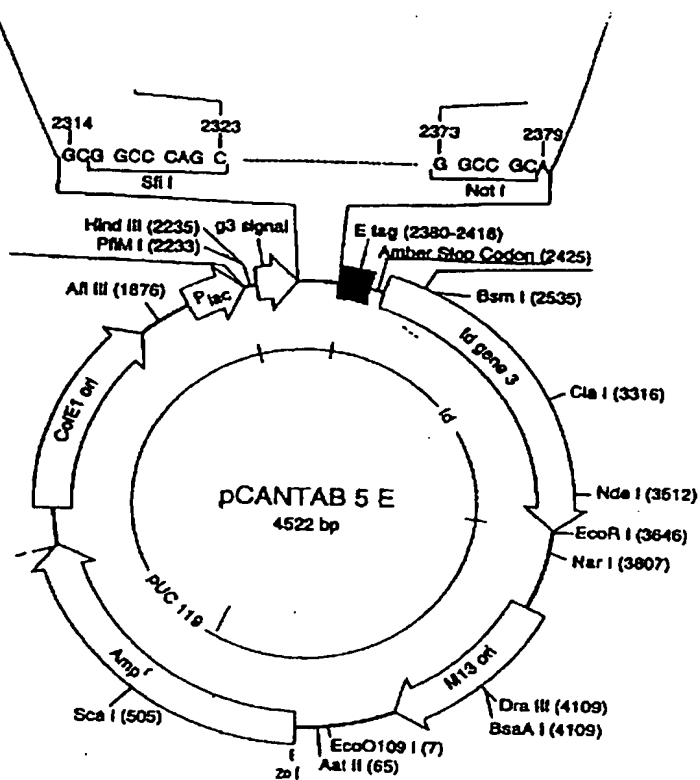 2314
2323
2373
2379
GCG GCC CAG C
G GCC GCA
Sfi I
Not I
Hind III (2235)
g3 signal
PflM I (2233)
E tag (2380-2416)
Amber Stop Codon (2425)
Afl III (1876)
P lac
Bsm I (2535)
fd gene 3
ColE1 ori
Cla I (3316)
fd
pCANTAB 5 E
4522 bp
Nde I (3512)
EcoR I (3646)
Nar I (3807)
pUC 119
Amp r
M13 ori
Sca I (505)
Dra III (4109)
BsaA I (4109)
EcoO109 I (7)
Aat II (65)